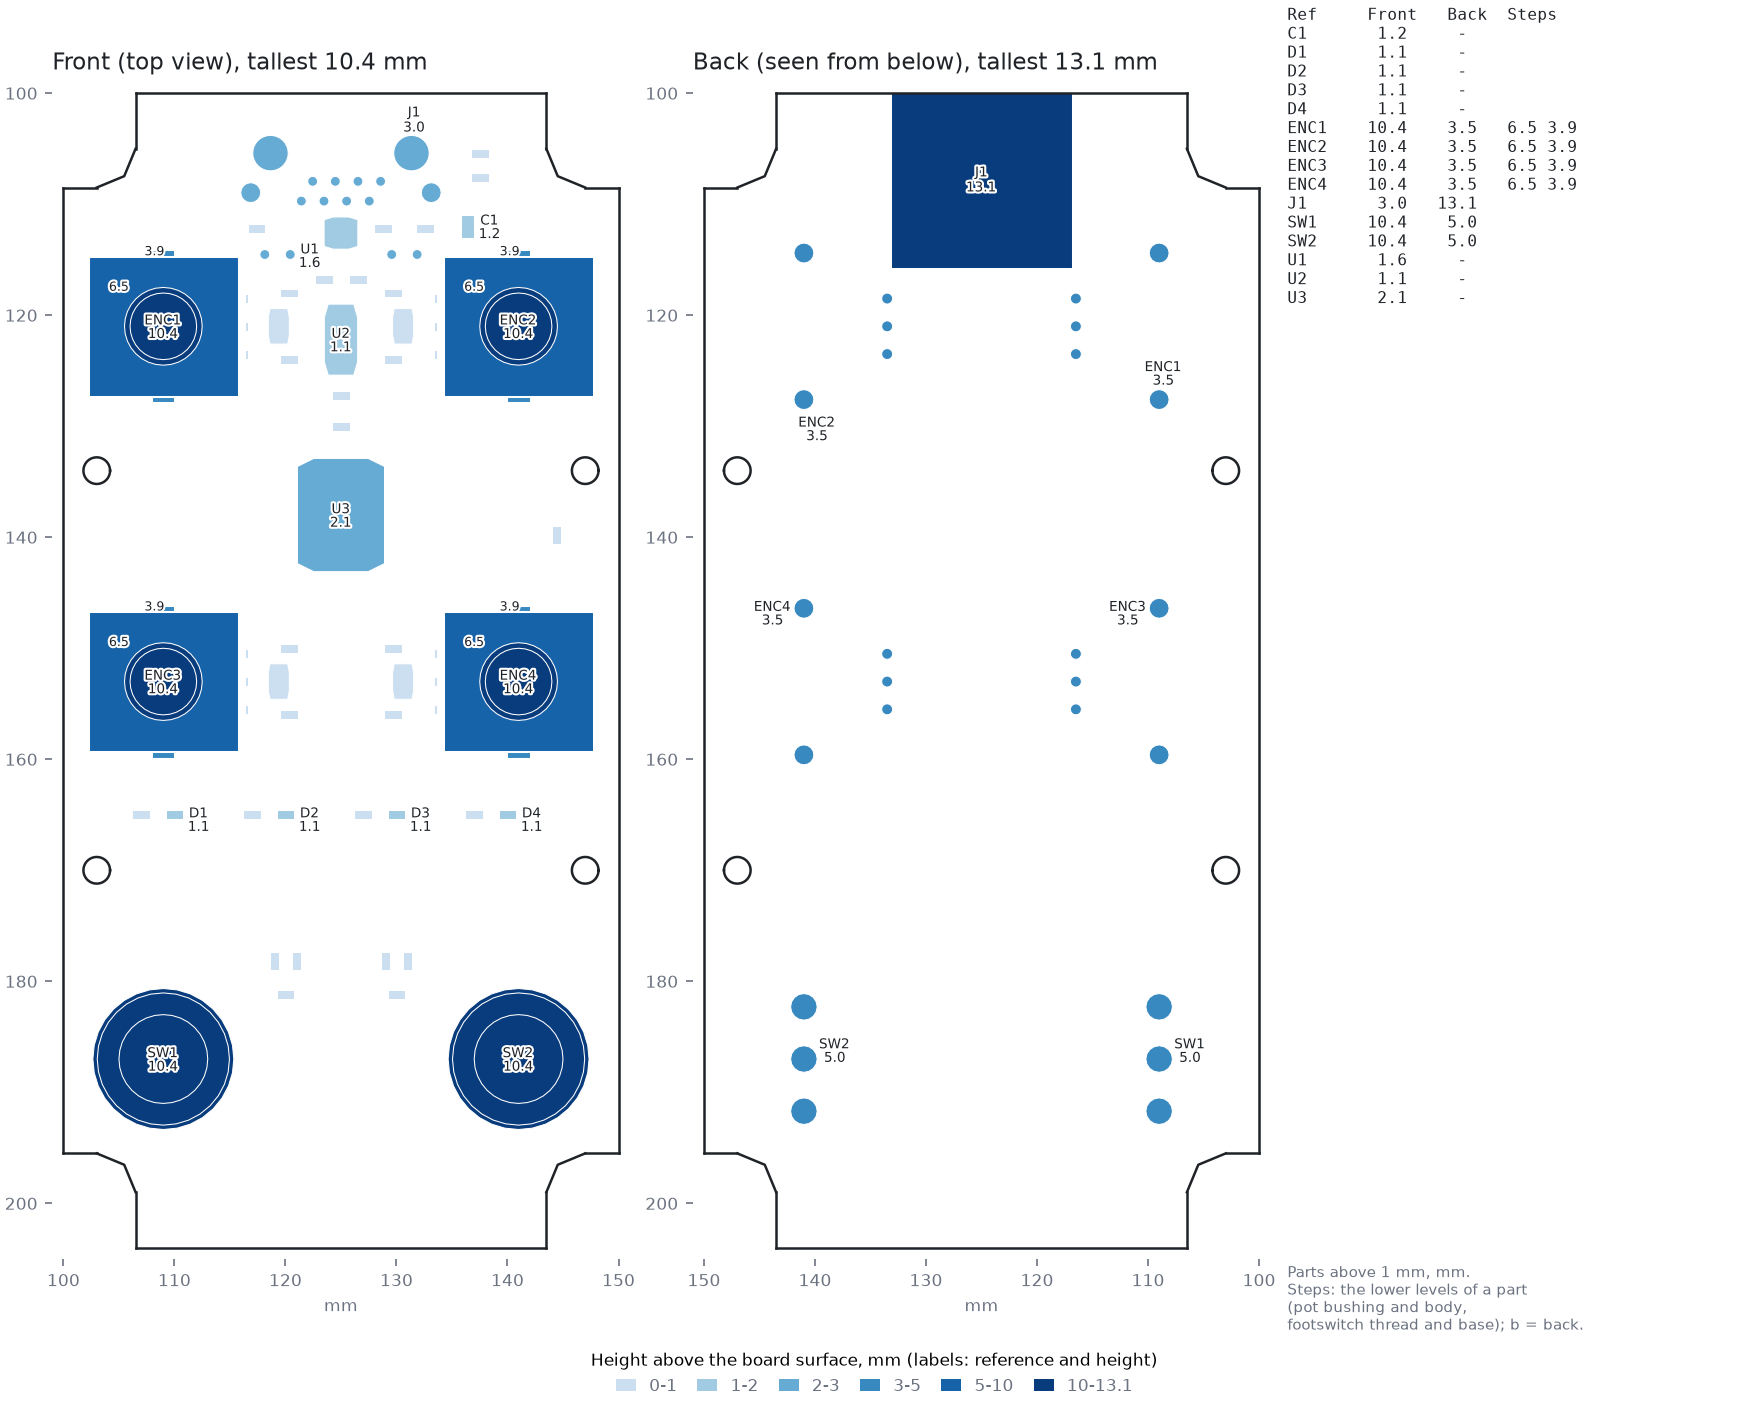 Front (top view), tallest 10.4 mm
100
120
140
160
180
200
100 110 120 130 140 150
mm
J1
3.0
C1
1.2
U1
1.6
3.9
6.5
ENC1
10.4
3.9
6.5
ENC2
10.4
U2
1.1
U3
2.1
3.9
6.5
ENC3
10.4
3.9
6.5
ENC4
10.4
D1
1.1
D2
1.1
D3
1.1
D4
1.1
SW1
10.4
SW2
10.4
Back (seen from below), tallest 13.1 mm
100
120
140
160
180
200
150 140 130 120 110 100
mm
J1
13.1
ENC1
3.5
ENC2
3.5
ENC4
3.5
ENC3
3.5
SW2
5.0
SW1
5.0
Ref Front Back Steps
C1 1.2 -
D1 1.1 -
D2 1.1 -
D3 1.1 -
D4 1.1 -
ENC1 10.4 3.5 6.5 3.9
ENC2 10.4 3.5 6.5 3.9
ENC3 10.4 3.5 6.5 3.9
ENC4 10.4 3.5 6.5 3.9
J1 3.0 13.1
SW1 10.4 5.0
SW2 10.4 5.0
U1 1.6 -
U2 1.1 -
U3 2.1 -
Parts above 1 mm, mm.
Steps: the lower levels of a part
(pot bushing and body,
footswitch thread and base); b = back.
Height above the board surface, mm (labels: reference and height)
0-1 1-2 2-3 3-5 5-10 10-13.1